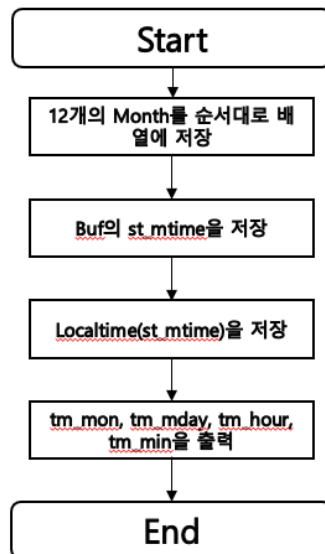 Start
12개의 Month를 순서대로 배
열에 저장
Buf의 st_mtime을 저장
Localtime(st_mtime)을 저장
tm_mon, tm_mday, tm_hour,
tm_min을 출력
End